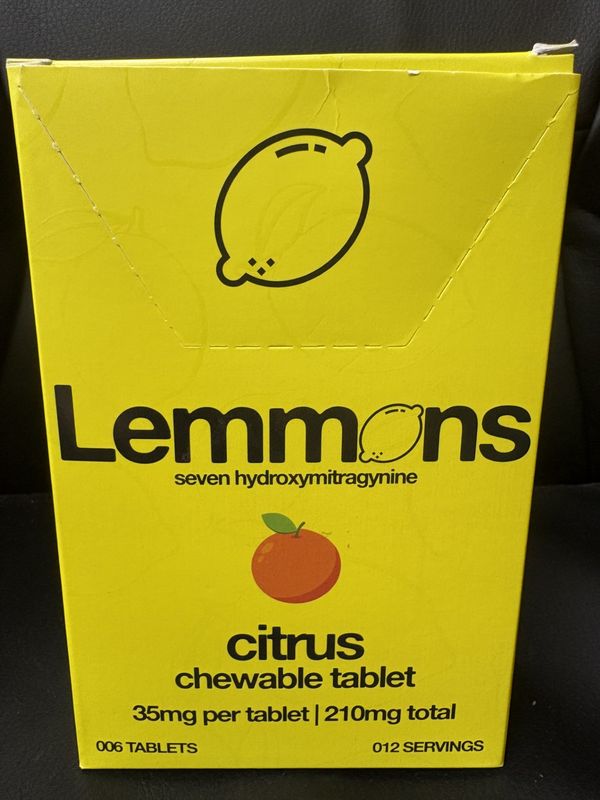 Lemmons
seven hydroxymitragynine
citrus
chewable tablet
35mg per tablet | 210mg total
006 TABLETS 012 SERVINGS